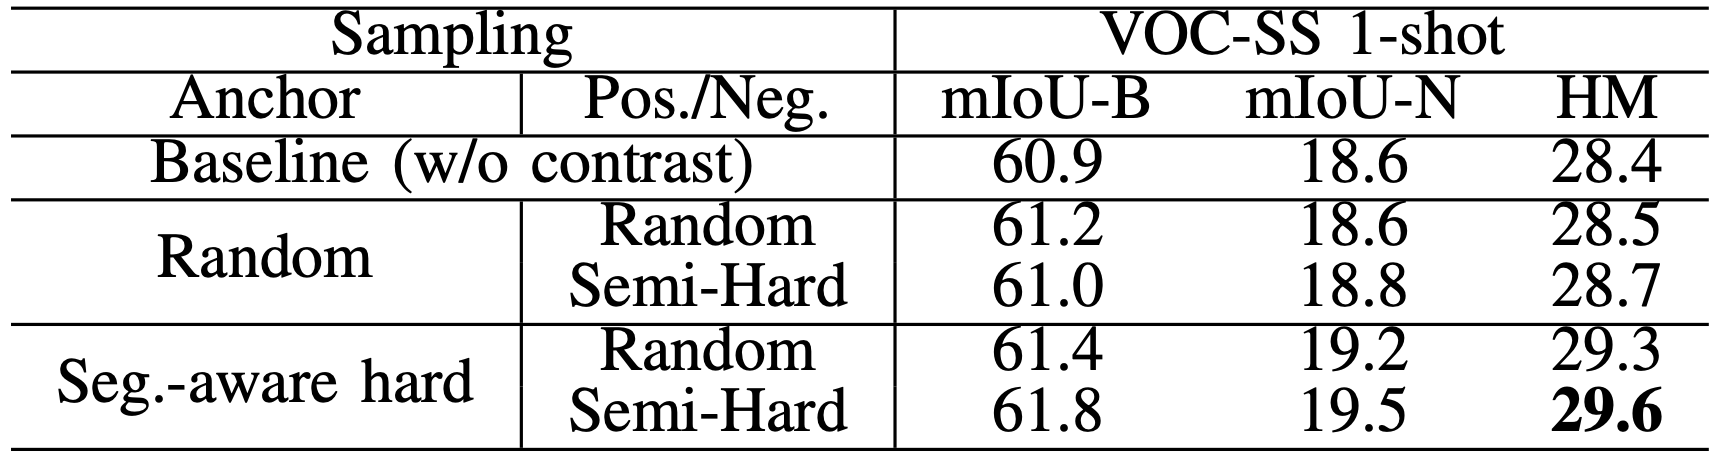 Sampling VOC-SS 1-shot
Anchor Pos./Neg. mIoU-B mIoU-N HM
Baseline (w/o contrast) 60.9 18.6 28.4
Random Random 61.2 18.6 28.5
Semi-Hard 61.0 18.8 28.7
Seg.-aware hard Random 61.4 19.2 29.3
Semi-Hard 61.8 19.5 29.6